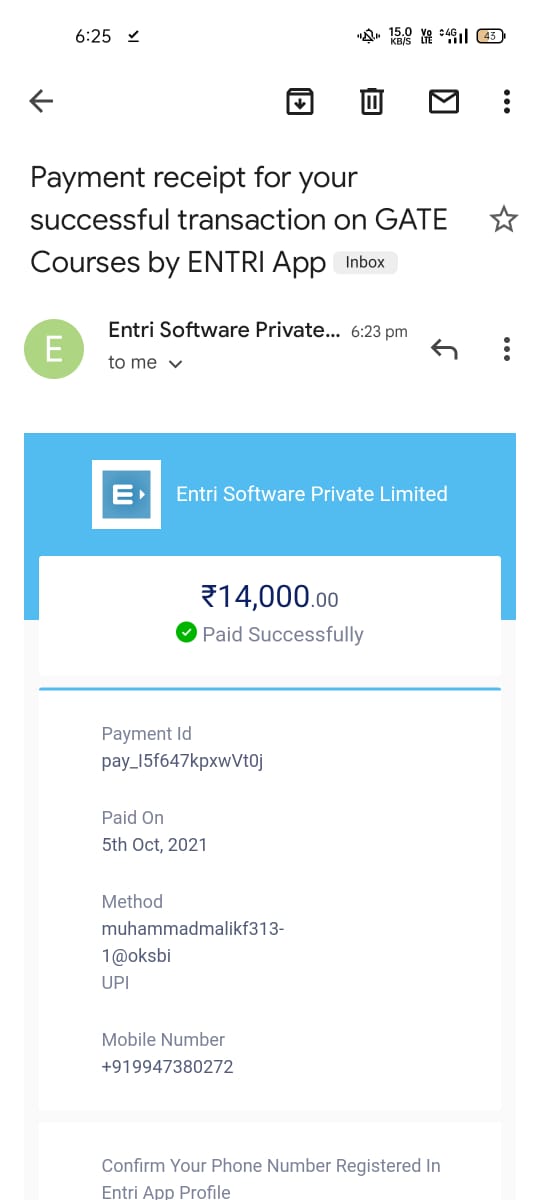 6:25
15.0
KB/S
VO
LTE
4G
43
Payment receipt for your
successful transaction on GATE
Courses by ENTRI App Inbox
E
Entri Software Private... 6:23 pm
to me
E
Entri Software Private Limited
₹14,000.00
Paid Successfully
Payment Id
pay_I5f647kpxwVt0j
Paid On
5th Oct, 2021
Method
muhammadmalikf313-
1@oksbi
UPI
Mobile Number
+919947380272
Confirm Your Phone Number Registered In
Entri App Profile